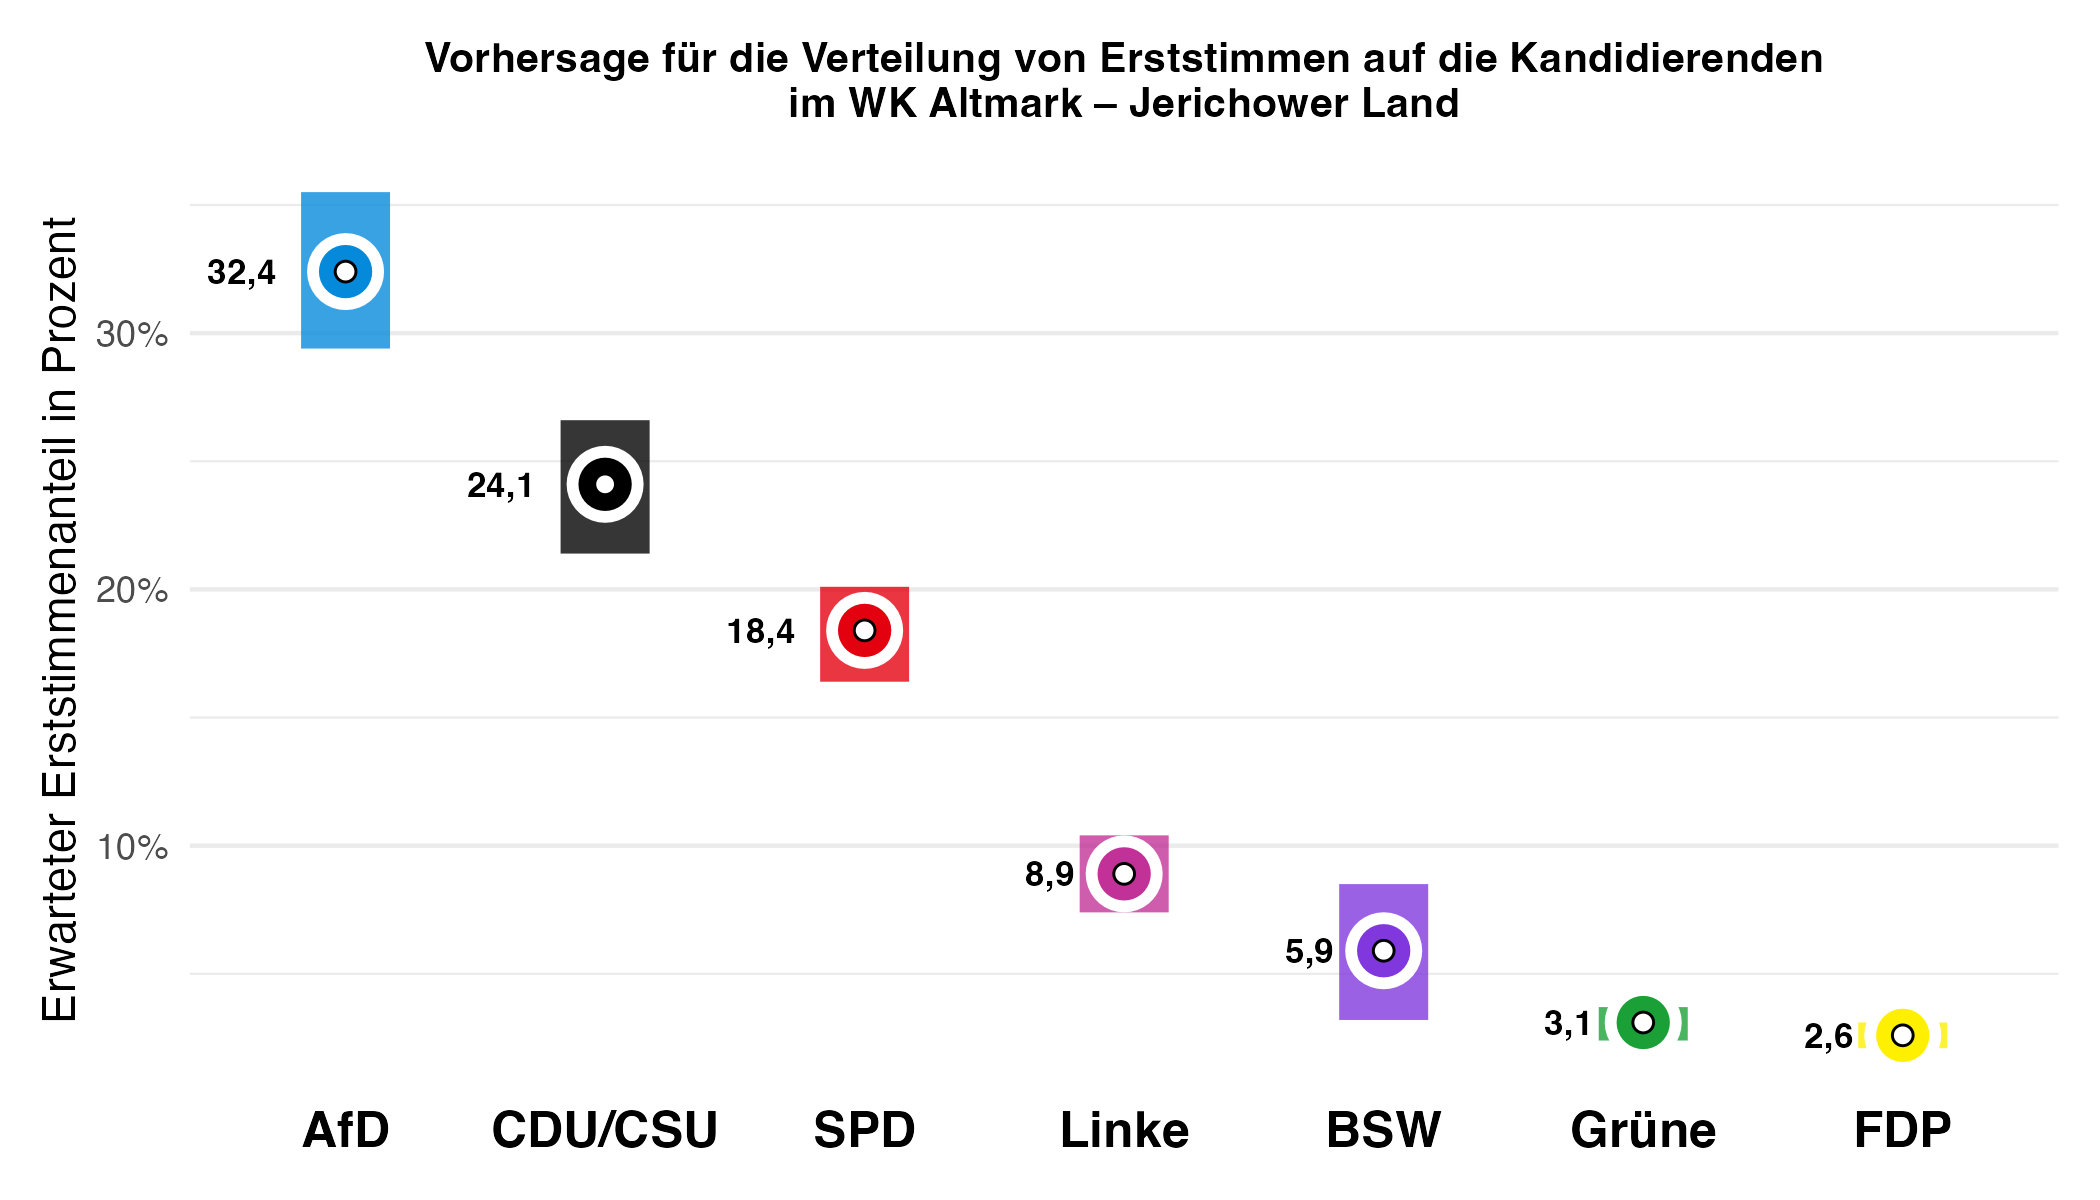 Vorhersage für die Verteilung von Erststimmen auf die Kandidierenden
im WK Altmark – Jerichower Land
Erwarteter Erststimmenanteil in Prozent
30%
20%
10%
32,4
24,1
18,4
8,9
5,9
3,1
2,6
AfD
CDU/CSU
SPD
Linke
BSW
Grüne
FDP